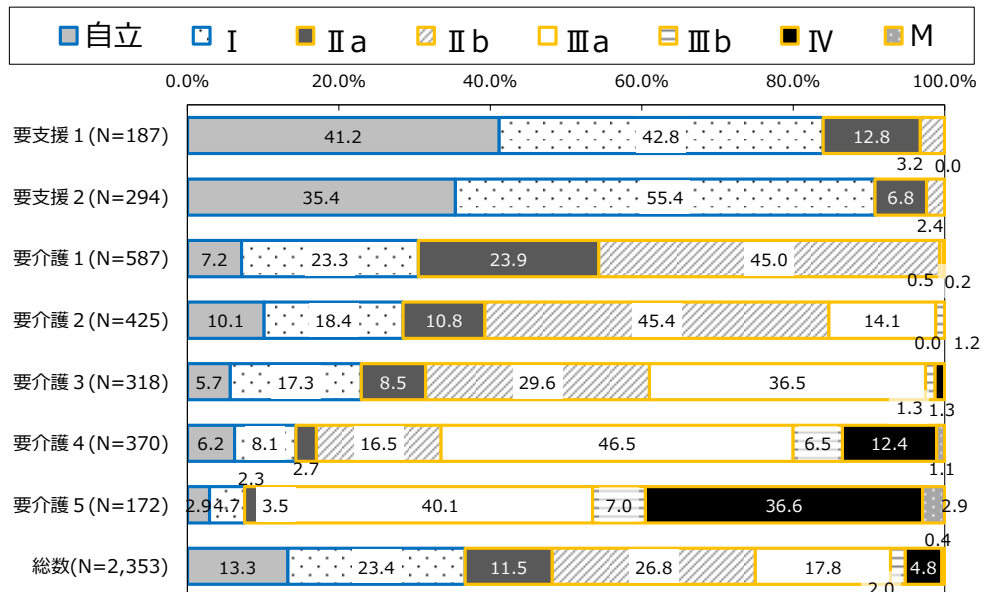 自立 Ⅰ Ⅱa Ⅱb Ⅲa Ⅲb Ⅳ M
0.0% 20.0% 40.0% 60.0% 80.0% 100.0%
要支援1(N=187) 41.2 42.8 12.8
3.2 0.0
要支援2(N=294) 35.4 55.4 6.8
2.4
要介護1(N=587) 7.2 23.3 23.9 45.0
0.5 0.2
要介護2(N=425) 10.1 18.4 10.8 45.4 14.1
0.0 1.2
要介護3(N=318) 5.7 17.3 8.5 29.6 36.5
1.3 1.3
要介護4(N=370) 6.2 8.1 16.5 46.5 6.5 12.4
2.7 1.1
2.3
要介護5(N=172) 2.9 4.7 3.5 40.1 7.0 36.6 2.9
0.4
総数(N=2,353) 13.3 23.4 11.5 26.8 17.8 4.8
2.0